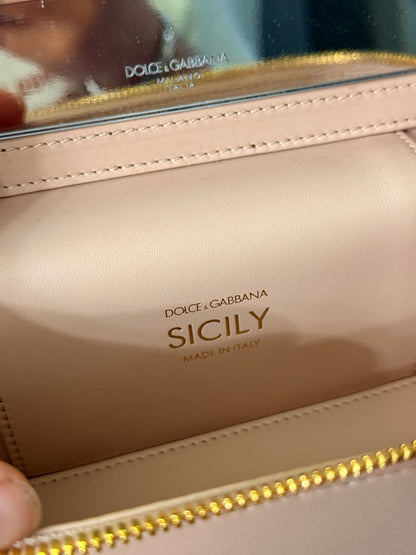 DOLCE & GABBANA
MILANO
ITALIA
DOLCE & GABBANA
SICILY
MADE IN ITALY